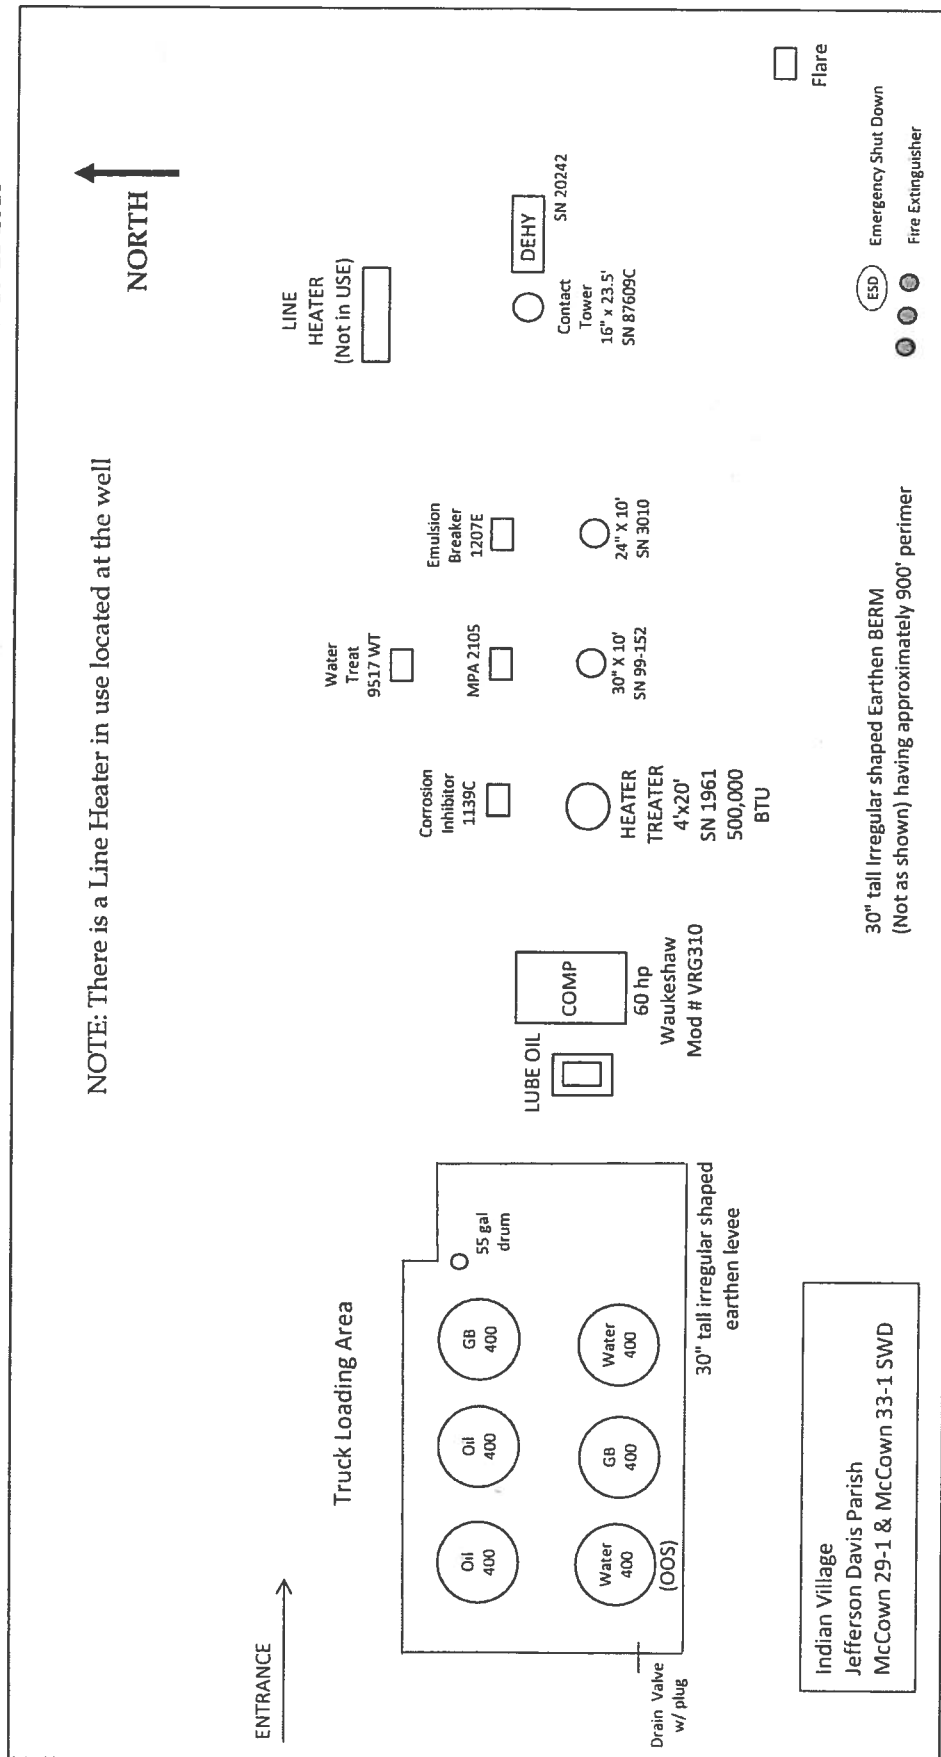 NOTE: There is a Line Heater in use located at the well
NORTH
ENTRANCE
Truck Loading Area
Oil
400
Oil
400
GB
400
55 gal
drum
Water
400
(OOS)
GB
400
Water
400
Drain Valve
w/ plug
30" tall irregular shaped
earthen levee
LUBE OIL
COMP
60 hp
Waukeshaw
Mod # VRG310
Corrosion
Inhibitor
1139C
HEATER
TREATER
4'x20'
SN 1961
500,000
BTU
Water
Treat
9517 WT
MPA 2105
30" X 10'
SN 99-152
Emulsion
Breaker
1207E
24" X 10'
SN 3010
LINE
HEATER
(Not in USE)
Contact
Tower
16" x 23.5'
SN 87609C
DEHY
SN 20242
Flare
ESD
Emergency Shut Down
Fire Extinguisher
30" tall Irregular shaped Earthen BERM
(Not as shown) having approximately 900' perimer
Indian Village
Jefferson Davis Parish
McCown 29-1 & McCown 33-1 SWD